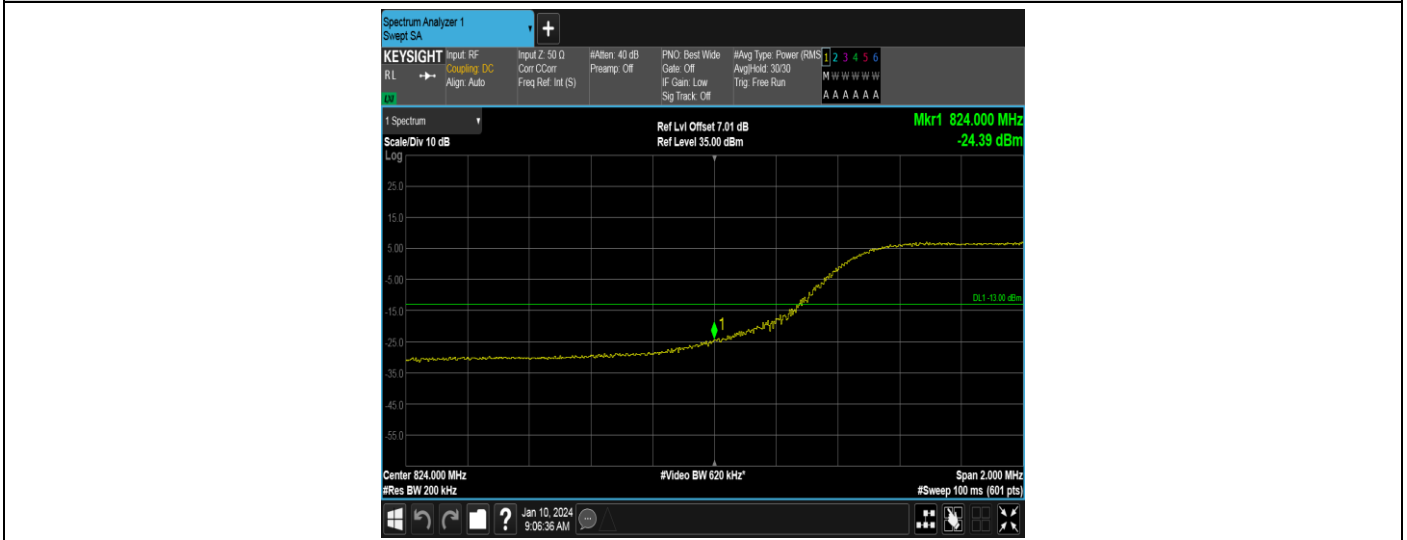 Spectrum Analyzer 1
Swept SA
+
KEYSIGHT Input: RF Input Z: 50 Ω #Atten: 40 dB PNO: Best Wide #Avg Type: Power (RMS 1 2 3 4 5 6
RL Coupling: DC Corr CCorr Preamp: Off Gate: Off Avg|Hold: 30/30 M W W W W W
Align: Auto Freq Ref: Int (S) IF Gain: Low Trig: Free Run
Sig Track: Off A A A A A A
1 Spectrum Ref Lvl Offset 7.01 dB Mkr1 824.000 MHz
Scale/Div 10 dB Ref Level 35.00 dBm -24.39 dBm
Log
25.0
15.0
5.00
-5.00
DL1 -13.00 dBm
-15.0
1
-25.0
-35.0
-45.0
-55.0
Center 824.000 MHz #Video BW 620 kHz* Span 2.000 MHz
#Res BW 200 kHz #Sweep 100 ms (601 pts)
? Jan 10, 2024
9:06:36 AM